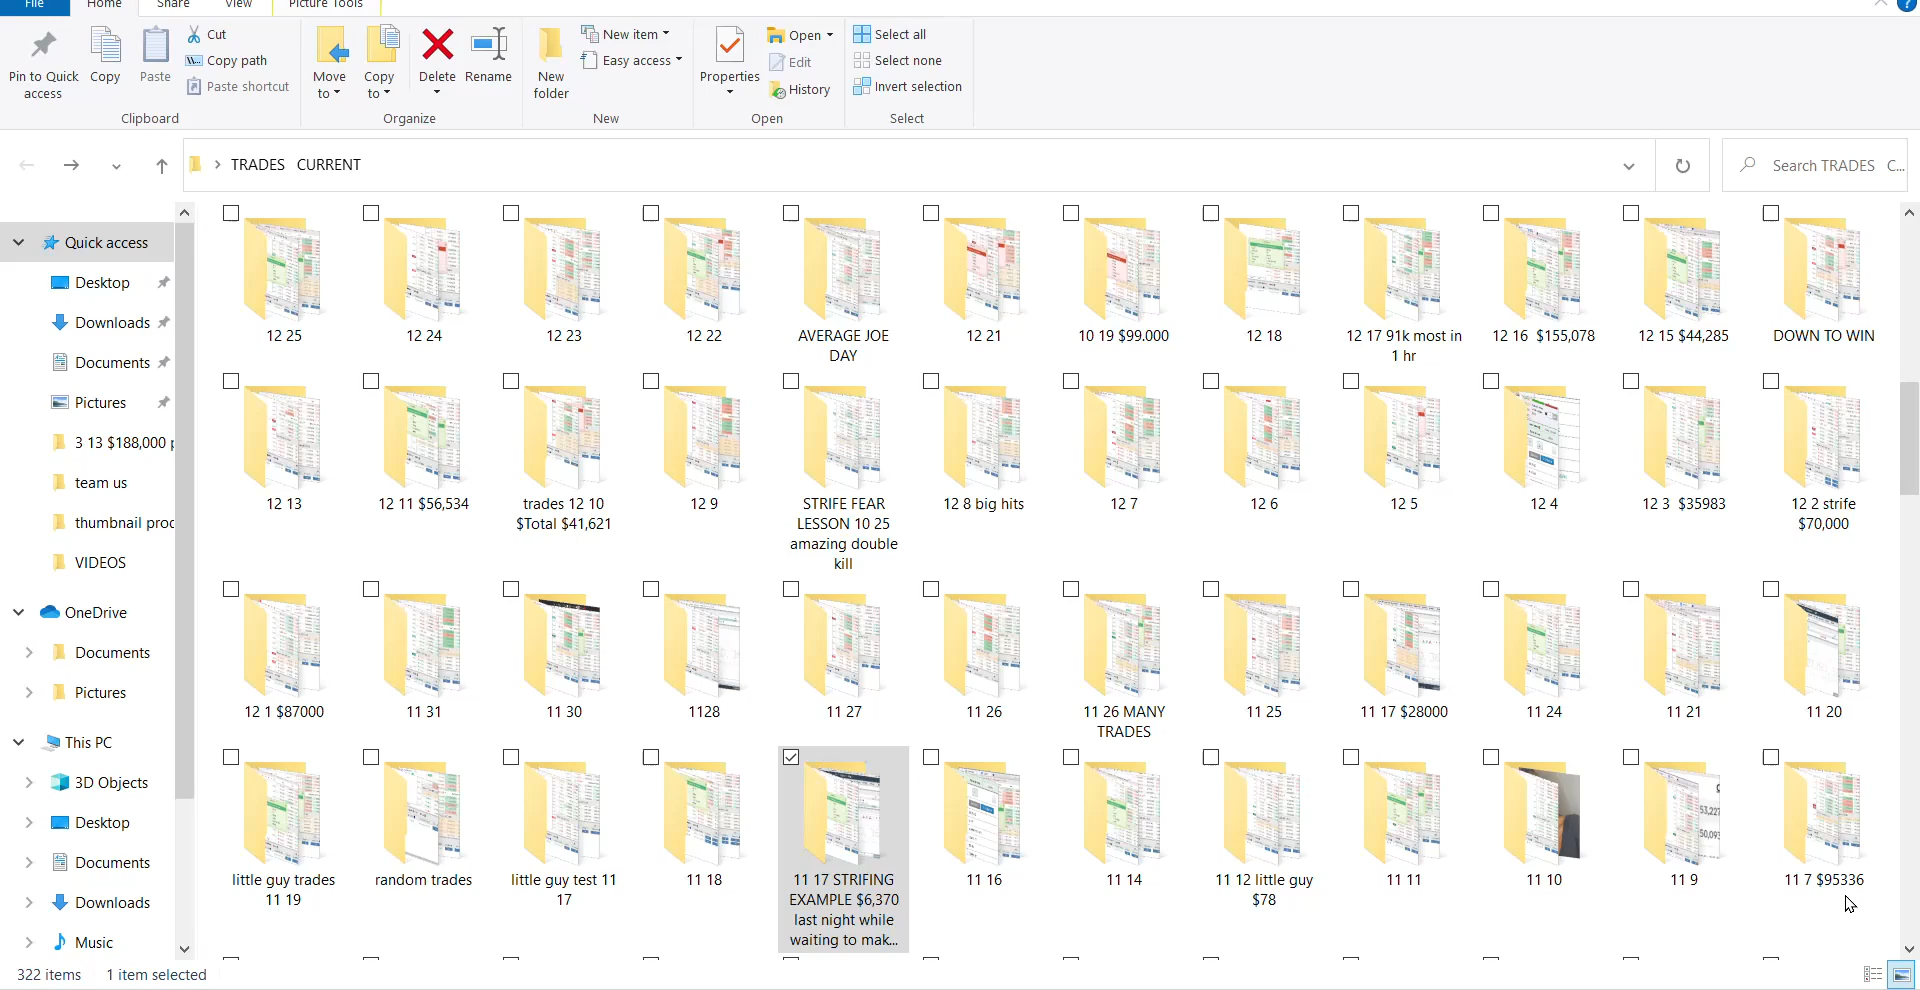 File Home Share View Picture Tools
Pin to Quick access
Copy
Paste
Cut
Copy path
Paste shortcut
Clipboard
Move to
Copy to
Delete
Rename
Organize
New folder
New item
Easy access
New
Properties
Open
Edit
History
Open
Select all
Select none
Invert selection
Select
TRADES CURRENT
Search TRADES C...
Quick access
Desktop
Downloads
Documents
Pictures
3 13 $188,000 p
team us
thumbnail proc
VIDEOS
OneDrive
Documents
Pictures
This PC
3D Objects
Desktop
Documents
Downloads
Music
12 25
12 24
12 23
12 22
AVERAGE JOE
DAY
12 21
10 19 $99.000
12 18
12 17 91k most in
1 hr
12 16 $155,078
12 15 $44,285
DOWN TO WIN
12 13
12 11 $56,534
trades 12 10
$Total $41,621
12 9
STRIFE FEAR
LESSON 10 25
amazing double
kill
12 8 big hits
12 7
12 6
12 5
12 4
12 3 $35983
12 2 strife
$70,000
12 1 $87000
11 31
11 30
1128
11 27
11 26
11 26 MANY
TRADES
11 25
11 17 $28000
11 24
11 21
11 20
little guy trades
11 19
random trades
little guy test 11
17
11 18
11 17 STRIFING
EXAMPLE $6,370
last night while
waiting to mak...
11 16
11 14
11 12 little guy
$78
11 11
11 10
11 9
11 7 $95336
322 items 1 item selected